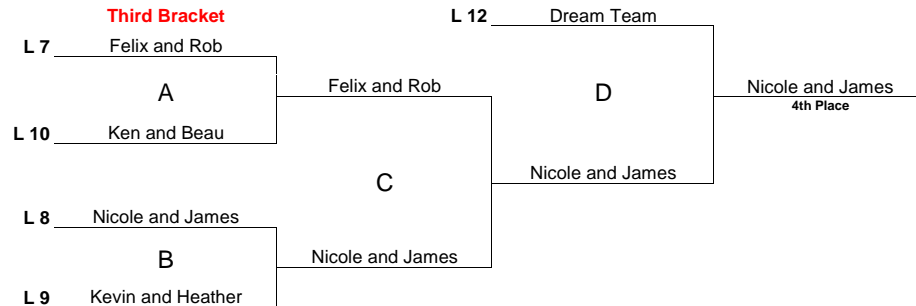 Third Bracket
L 12 Dream Team
L 7 Felix and Rob
A
Felix and Rob
D
Nicole and James
4th Place
L 10 Ken and Beau
C
Nicole and James
L 8 Nicole and James
B
Nicole and James
L 9 Kevin and Heather